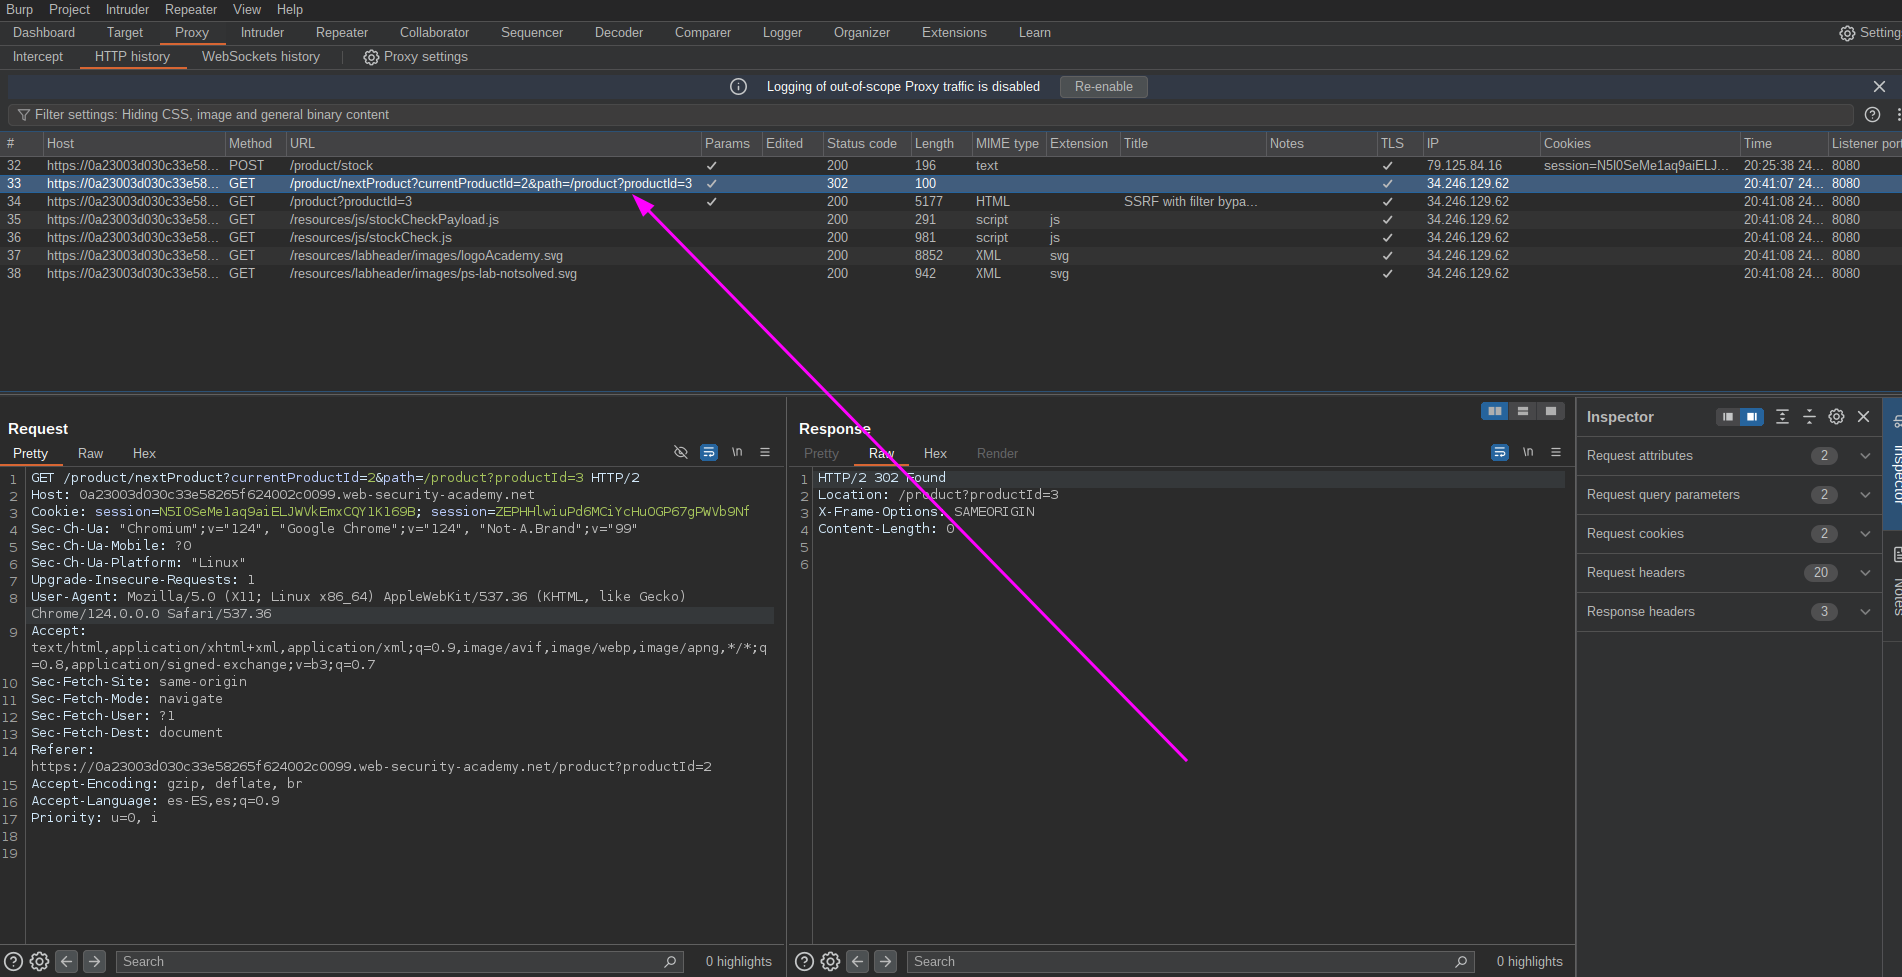 Burp Project Intruder Repeater View Help
Dashboard Target Proxy Intruder Repeater Collaborator Sequencer Decoder Comparer Logger Organizer Extensions Learn Setting
Intercept HTTP history WebSockets history Proxy settings
Logging of out-of-scope Proxy traffic is disabled Re-enable
Filter settings: Hiding CSS, image and general binary content
# Host Method URL Params Edited Status code Length MIME type Extension Title Notes TLS IP Cookies Time Listener port
32 https://0a23003d030c33e58... POST /product/stock ✓ 200 196 text ✓ 79.125.84.16 session=N5I0SeMe1aq9aiELJ... 20:25:38 24... 8080
33 https://0a23003d030c33e58... GET /product/nextProduct?currentProductId=2&path=/product?productId=3 ✓ 302 100 ✓ 34.246.129.62 20:41:07 24... 8080
34 https://0a23003d030c33e58... GET /product?productId=3 ✓ 200 5177 HTML SSRF with filter bypa... ✓ 34.246.129.62 20:41:08 24... 8080
35 https://0a23003d030c33e58... GET /resources/js/stockCheckPayload.js 200 291 script js ✓ 34.246.129.62 20:41:08 24... 8080
36 https://0a23003d030c33e58... GET /resources/js/stockCheck.js 200 981 script js ✓ 34.246.129.62 20:41:08 24... 8080
37 https://0a23003d030c33e58... GET /resources/labheader/images/logoAcademy.svg 200 8852 XML svg ✓ 34.246.129.62 20:41:08 24... 8080
38 https://0a23003d030c33e58... GET /resources/labheader/images/ps-lab-notsolved.svg 200 942 XML svg ✓ 34.246.129.62 20:41:08 24... 8080
Request
Pretty Raw Hex \n
1 GET /product/nextProduct?currentProductId=2&path=/product?productId=3 HTTP/2
2 Host: 0a23003d030c33e58265f624002c0099.web-security-academy.net
3 Cookie: session=N5I0SeMe1aq9aiELJWVkEmxCQY1K169B; session=ZEPHHlwiuPd6MCiYcHuOGP67gPWVb9Nf
4 Sec-Ch-Ua: "Chromium";v="124", "Google Chrome";v="124", "Not-A.Brand";v="99"
5 Sec-Ch-Ua-Mobile: ?0
6 Sec-Ch-Ua-Platform: "Linux"
7 Upgrade-Insecure-Requests: 1
8 User-Agent: Mozilla/5.0 (X11; Linux x86_64) AppleWebKit/537.36 (KHTML, like Gecko)
Chrome/124.0.0.0 Safari/537.36
9 Accept:
text/html,application/xhtml+xml,application/xml;q=0.9,image/avif,image/webp,image/apng,*/*;q
=0.8,application/signed-exchange;v=b3;q=0.7
10 Sec-Fetch-Site: same-origin
11 Sec-Fetch-Mode: navigate
12 Sec-Fetch-User: ?1
13 Sec-Fetch-Dest: document
14 Referer:
https://0a23003d030c33e58265f624002c0099.web-security-academy.net/product?productId=2
15 Accept-Encoding: gzip, deflate, br
16 Accept-Language: es-ES,es;q=0.9
17 Priority: u=0, i
18
19
Search 0 highlights
Response
Pretty Raw Hex Render \n
1 HTTP/2 302 Found
2 Location: /product?productId=3
3 X-Frame-Options: SAMEORIGIN
4 Content-Length: 0
5
6
Search 0 highlights
Inspector
Request attributes 2
Request query parameters 2
Request cookies 2
Request headers 20
Response headers 3
Inspector
Notes